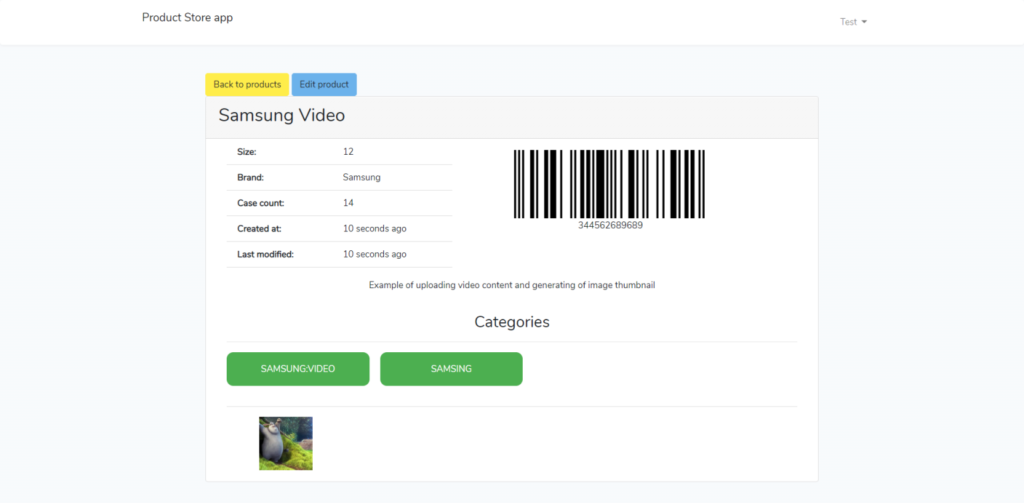 Product Store app
Test
Back to products
Edit product
Samsung Video
Size: 12
Brand: Samsung
Case count: 14
Created at: 10 seconds ago
Last modified: 10 seconds ago
344562689689
Example of uploading video content and generating of image thumbnail
Categories
SAMSUNG:VIDEO
SAMSING